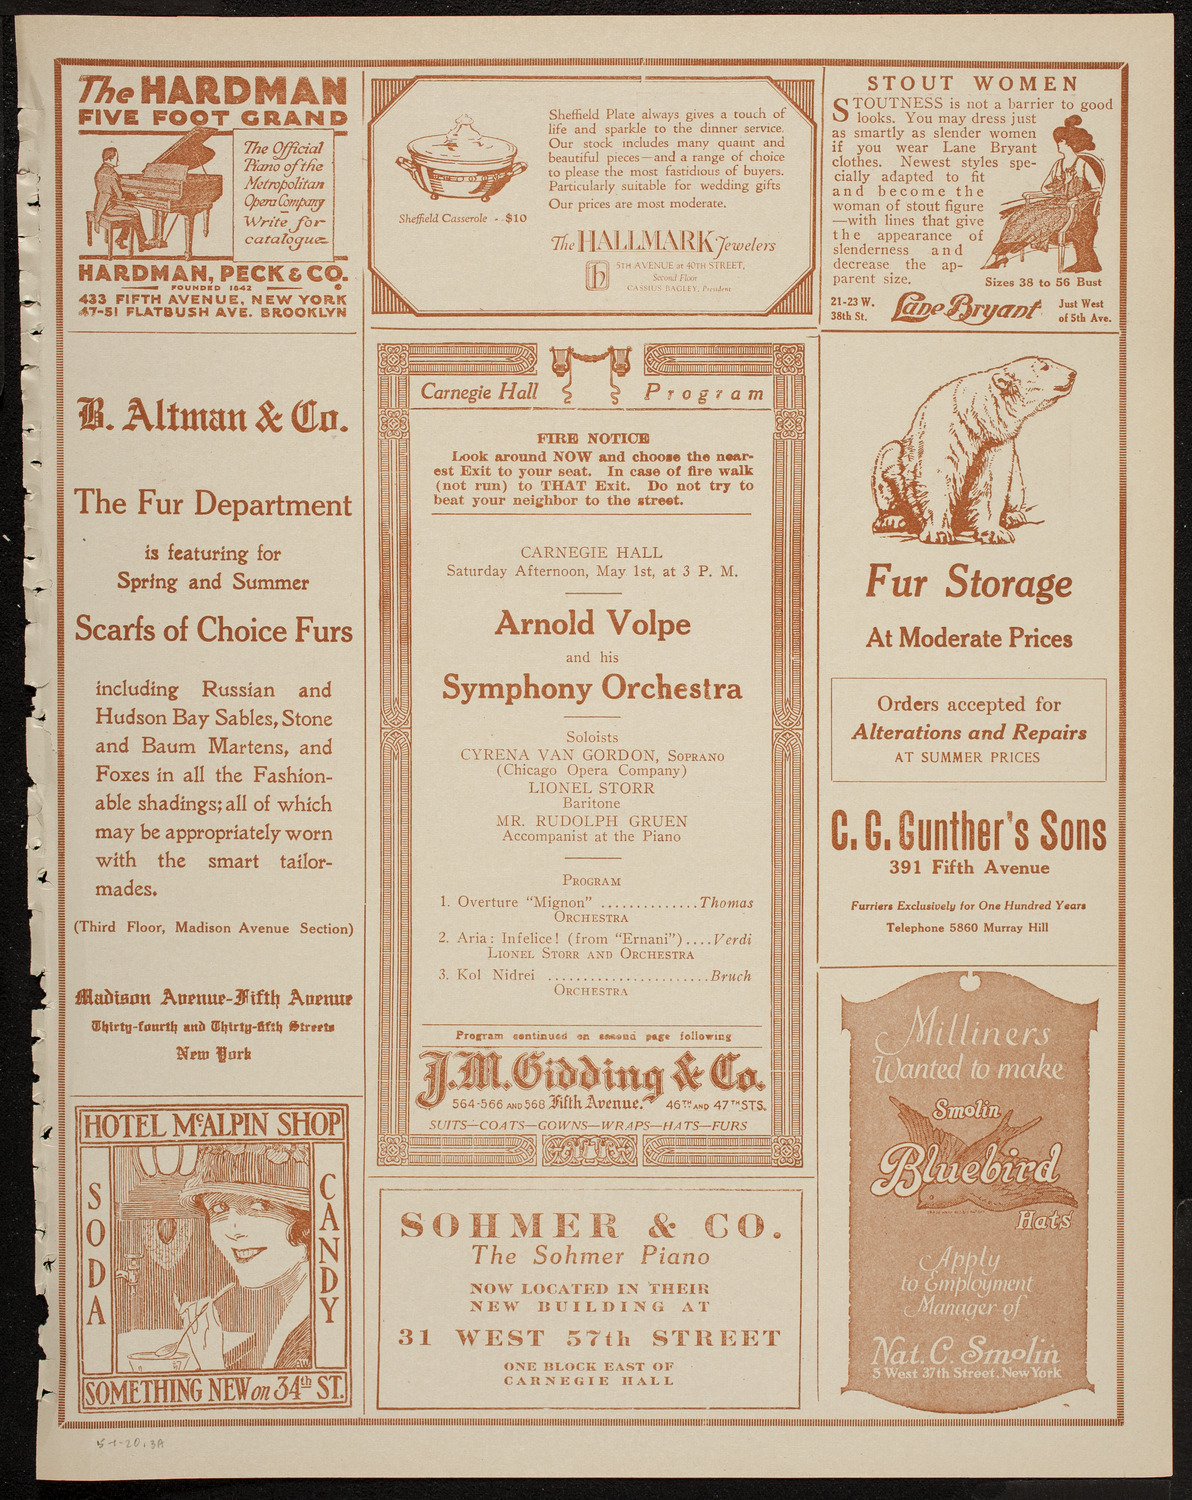 The HARDMAN
FIVE FOOT GRAND
The Official
Piano of the
Metropolitan
Opera Company
Write for
catalogue
HARDMAN, PECK & CO.
FOUNDED 1842
433 FIFTH AVENUE, NEW YORK
47-51 FLATBUSH AVE. BROOKLYN
Sheffield Plate always gives a touch of
life and sparkle to the dinner service.
Our stock includes many quaint and
beautiful pieces—and a range of choice
to please the most fastidious of buyers.
Particularly suitable for wedding gifts
Our prices are most moderate.
Sheffield Casserole - -$10
The HALLMARK Jewelers
h
5TH AVENUE at 40TH STREET,
Second Floor
CASSIUS BAGLEY, President
STOUT WOMEN
STOUTNESS is not a barrier to good
looks. You may dress just
as smartly as slender women
if you wear Lane Bryant
clothes. Newest styles spe-
cially adapted to fit
and become the
woman of stout figure
—with lines that give
the appearance of
slenderness and
decrease the ap-
parent size.
Sizes 38 to 56 Bust
21-23 W.
38th St.
Lane Bryant
Just West
of 5th Ave.
B. Altman & Co.
The Fur Department
is featuring for
Spring and Summer
Scarfs of Choice Furs
including Russian and
Hudson Bay Sables, Stone
and Baum Martens, and
Foxes in all the Fashion-
able shadings; all of which
may be appropriately worn
with the smart tailor-
mades.
(Third Floor, Madison Avenue Section)
Madison Avenue-Fifth Avenue
Thirty-fourth and Thirty-fifth Streets
New York
HOTEL McALPIN SHOP
SODA
CANDY
SOMETHING NEW on 34th ST.
Carnegie Hall Program
FIRE NOTICE
Look around NOW and choose the near-
est Exit to your seat. In case of fire walk
(not run) to THAT Exit. Do not try to
beat your neighbor to the street.
CARNEGIE HALL
Saturday Afternoon, May 1st, at 3 P. M.
Arnold Volpe
and his
Symphony Orchestra
Soloists
CYRENA VAN GORDON, SOPRANO
(Chicago Opera Company)
LIONEL STORR
Baritone
MR. RUDOLPH GRUEN
Accompanist at the Piano
PROGRAM
1. Overture "Mignon" ..............Thomas
ORCHESTRA
2. Aria: Infelice! (from "Ernani")....Verdi
LIONEL STORR AND ORCHESTRA
3. Kol Nidrei .......................Bruch
ORCHESTRA
Program continued on second page following
J.M. Gidding & Co.
564-566 AND 568 Fifth Avenue. 46TH AND 47TH STS.
SUITS—COATS—GOWNS—WRAPS—HATS—FURS
SOHMER & CO.
The Sohmer Piano
NOW LOCATED IN THEIR
NEW BUILDING AT
31 WEST 57th STREET
ONE BLOCK EAST OF
CARNEGIE HALL
Fur Storage
At Moderate Prices
Orders accepted for
Alterations and Repairs
AT SUMMER PRICES
C. G. Gunther's Sons
391 Fifth Avenue
Furriers Exclusively for One Hundred Years
Telephone 5860 Murray Hill
Milliners
Wanted to make
Smolin
Bluebird
Hats
Apply
to Employment
Manager of
Nat. C. Smolin
5 West 37th Street, New York
5-1-20.3A